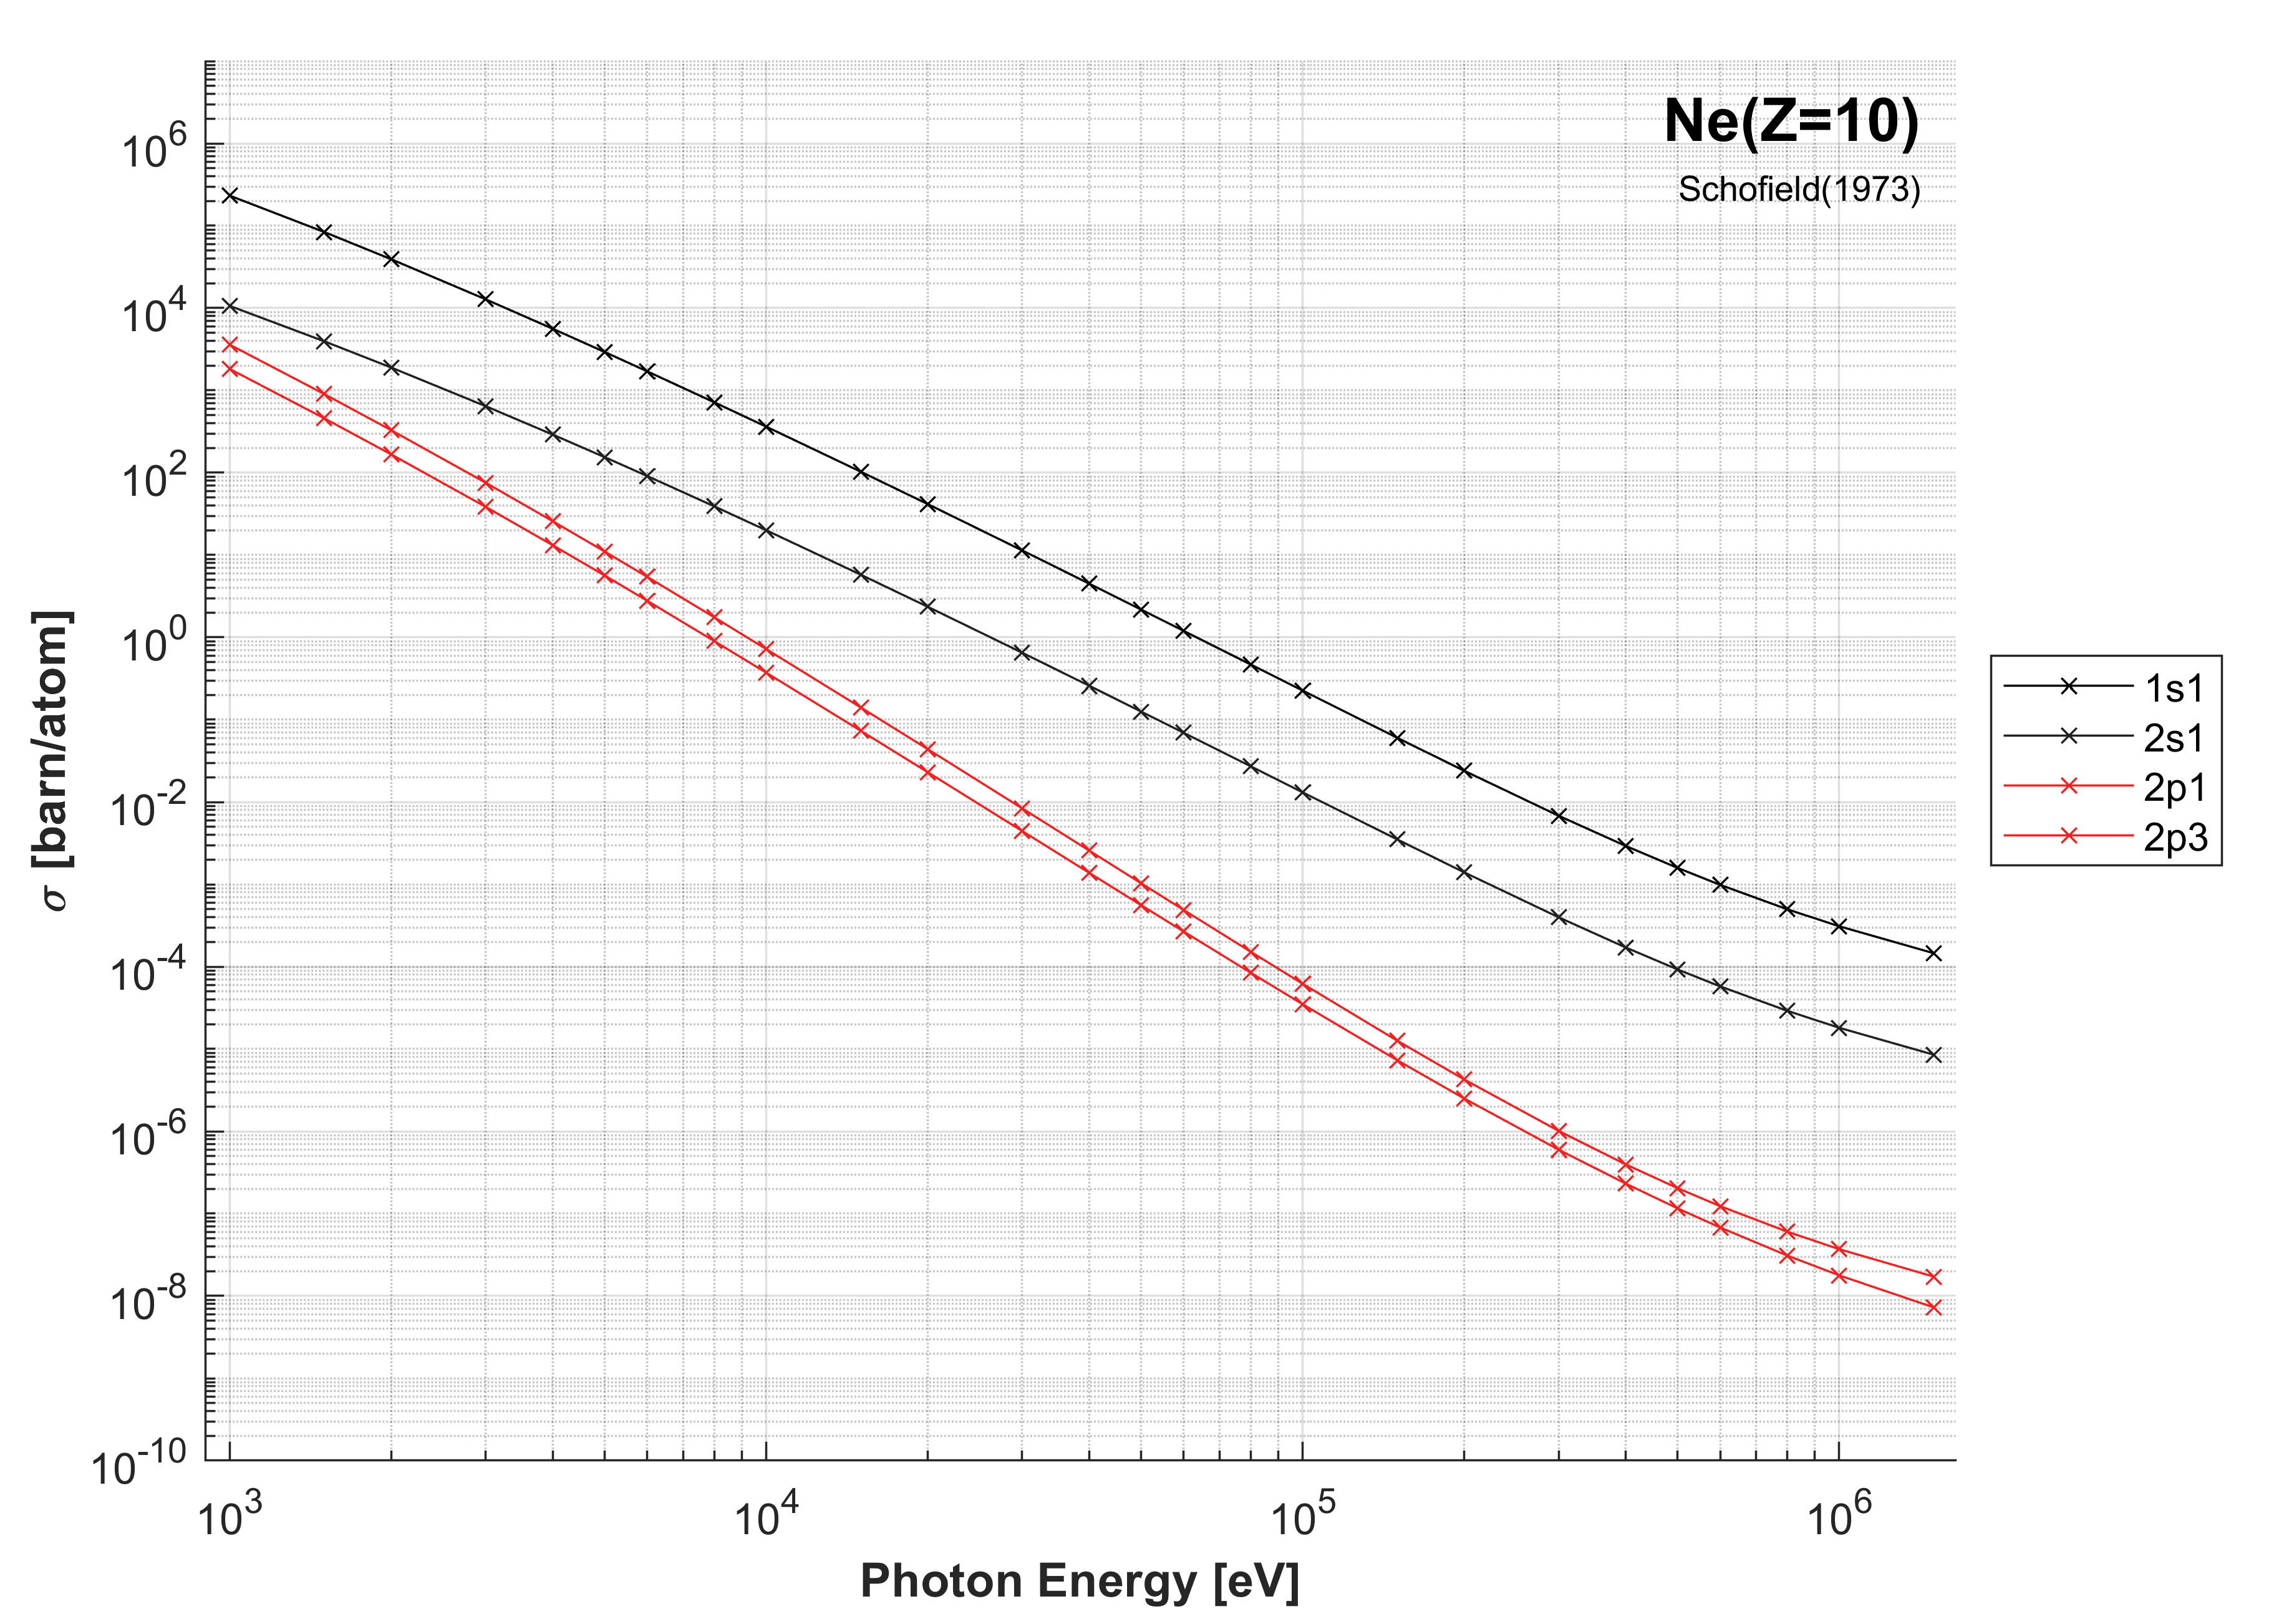 Ne(Z=10)
Schofield(1973)
10^6
10^4
10^2
10^0
10^-2
10^-4
10^-6
10^-8
10^-10
σ [barn/atom]
1s1
2s1
2p1
2p3
10^3 10^4 10^5 10^6
Photon Energy [eV]